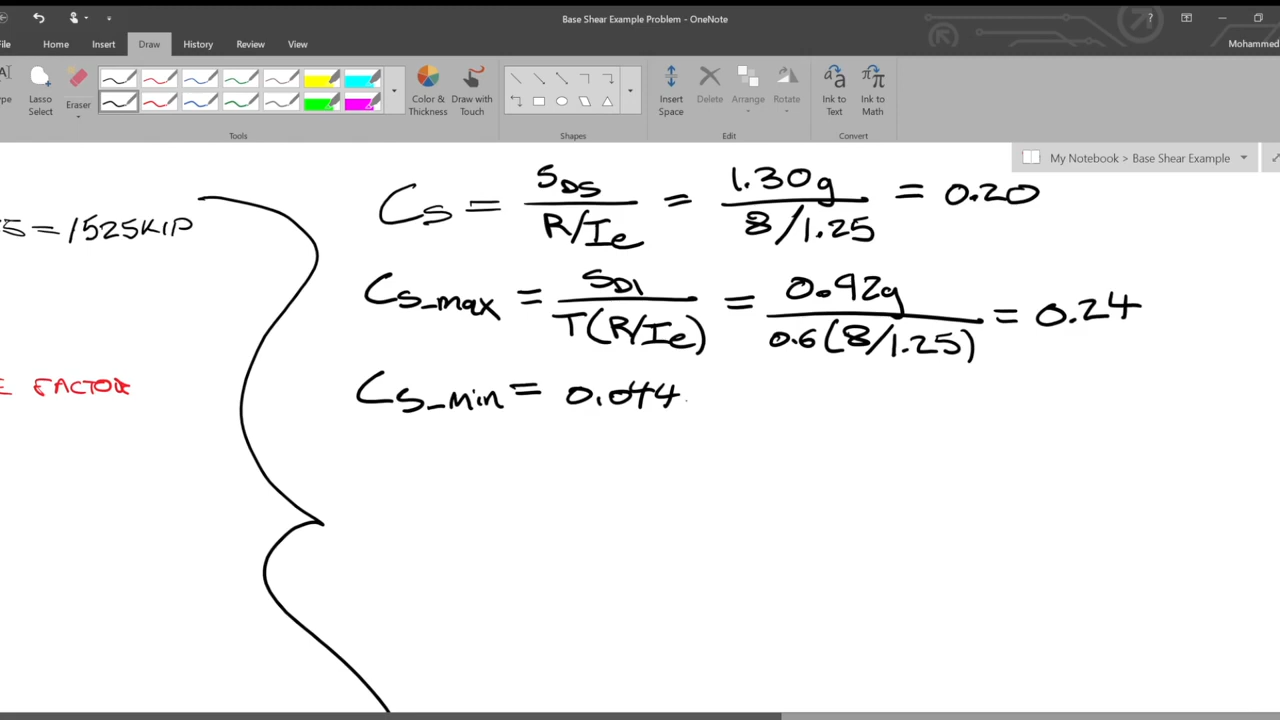 Base Shear Example Problem - OneNote
File Home Insert Draw History Review View Mohammed
Lasso Select
Eraser
Color & Thickness
Draw with Touch
Insert Space
Delete
Arrange
Rotate
Ink to Text
Ink to Math
Tools Shapes Edit Convert
My Notebook > Base Shear Example
5 = 1525KIP
FACTOR
Cs = SDS / (R/Ie) = 1.30g / (8/1.25) = 0.20
Cs_max = SD1 / (T(R/Ie)) = 0.92g / (0.6(8/1.25)) = 0.24
Cs_min = 0.044